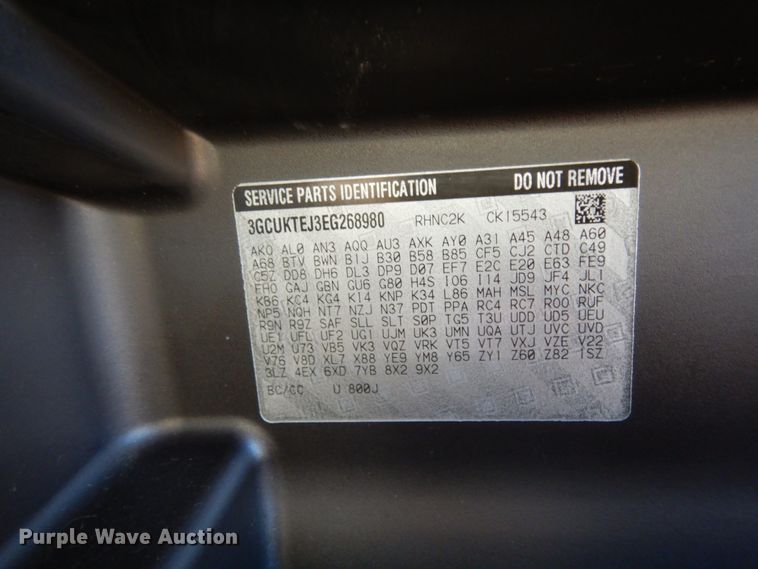 SERVICE PARTS IDENTIFICATION DO NOT REMOVE
3GCUKTEJ3EG268980 RHNC2K CK15543
AKO AL0 AN3 AQQ AU3 AXK AY0 A31 A45 A48 A60
A68 BTV BWN B1J B30 B58 B85 CF5 CJ2 CTD C49
C5Z DD8 DH6 DL3 DP9 D07 EF7 E2C E20 E63 FE9
FHO GAJ GBN GU6 G80 H4S IO6 I14 JD9 JF4 JL1
KB6 KC4 KG4 K14 KNP K34 L86 MAH MSL MYC NKC
NP5 NQH NT7 NZJ N37 PDT PPA RC4 RC7 R00 RUF
R9N R9Z SAF SLL SLT S0P TG5 T3U UDD UD5 UEU
UE1 UFL UF2 UG1 UJM UK3 UMN UQA UTJ UVC UVD
U2M U73 VB5 VK3 VQZ VRK VT5 VT7 VXJ VZE V22
V76 V8D XL7 X88 YE9 YM8 Y65 ZY1 Z60 Z82 1SZ
3LZ 4EX 6XD 7YB 8X2 9X2
BC/CC U 800J
Purple Wave Auction